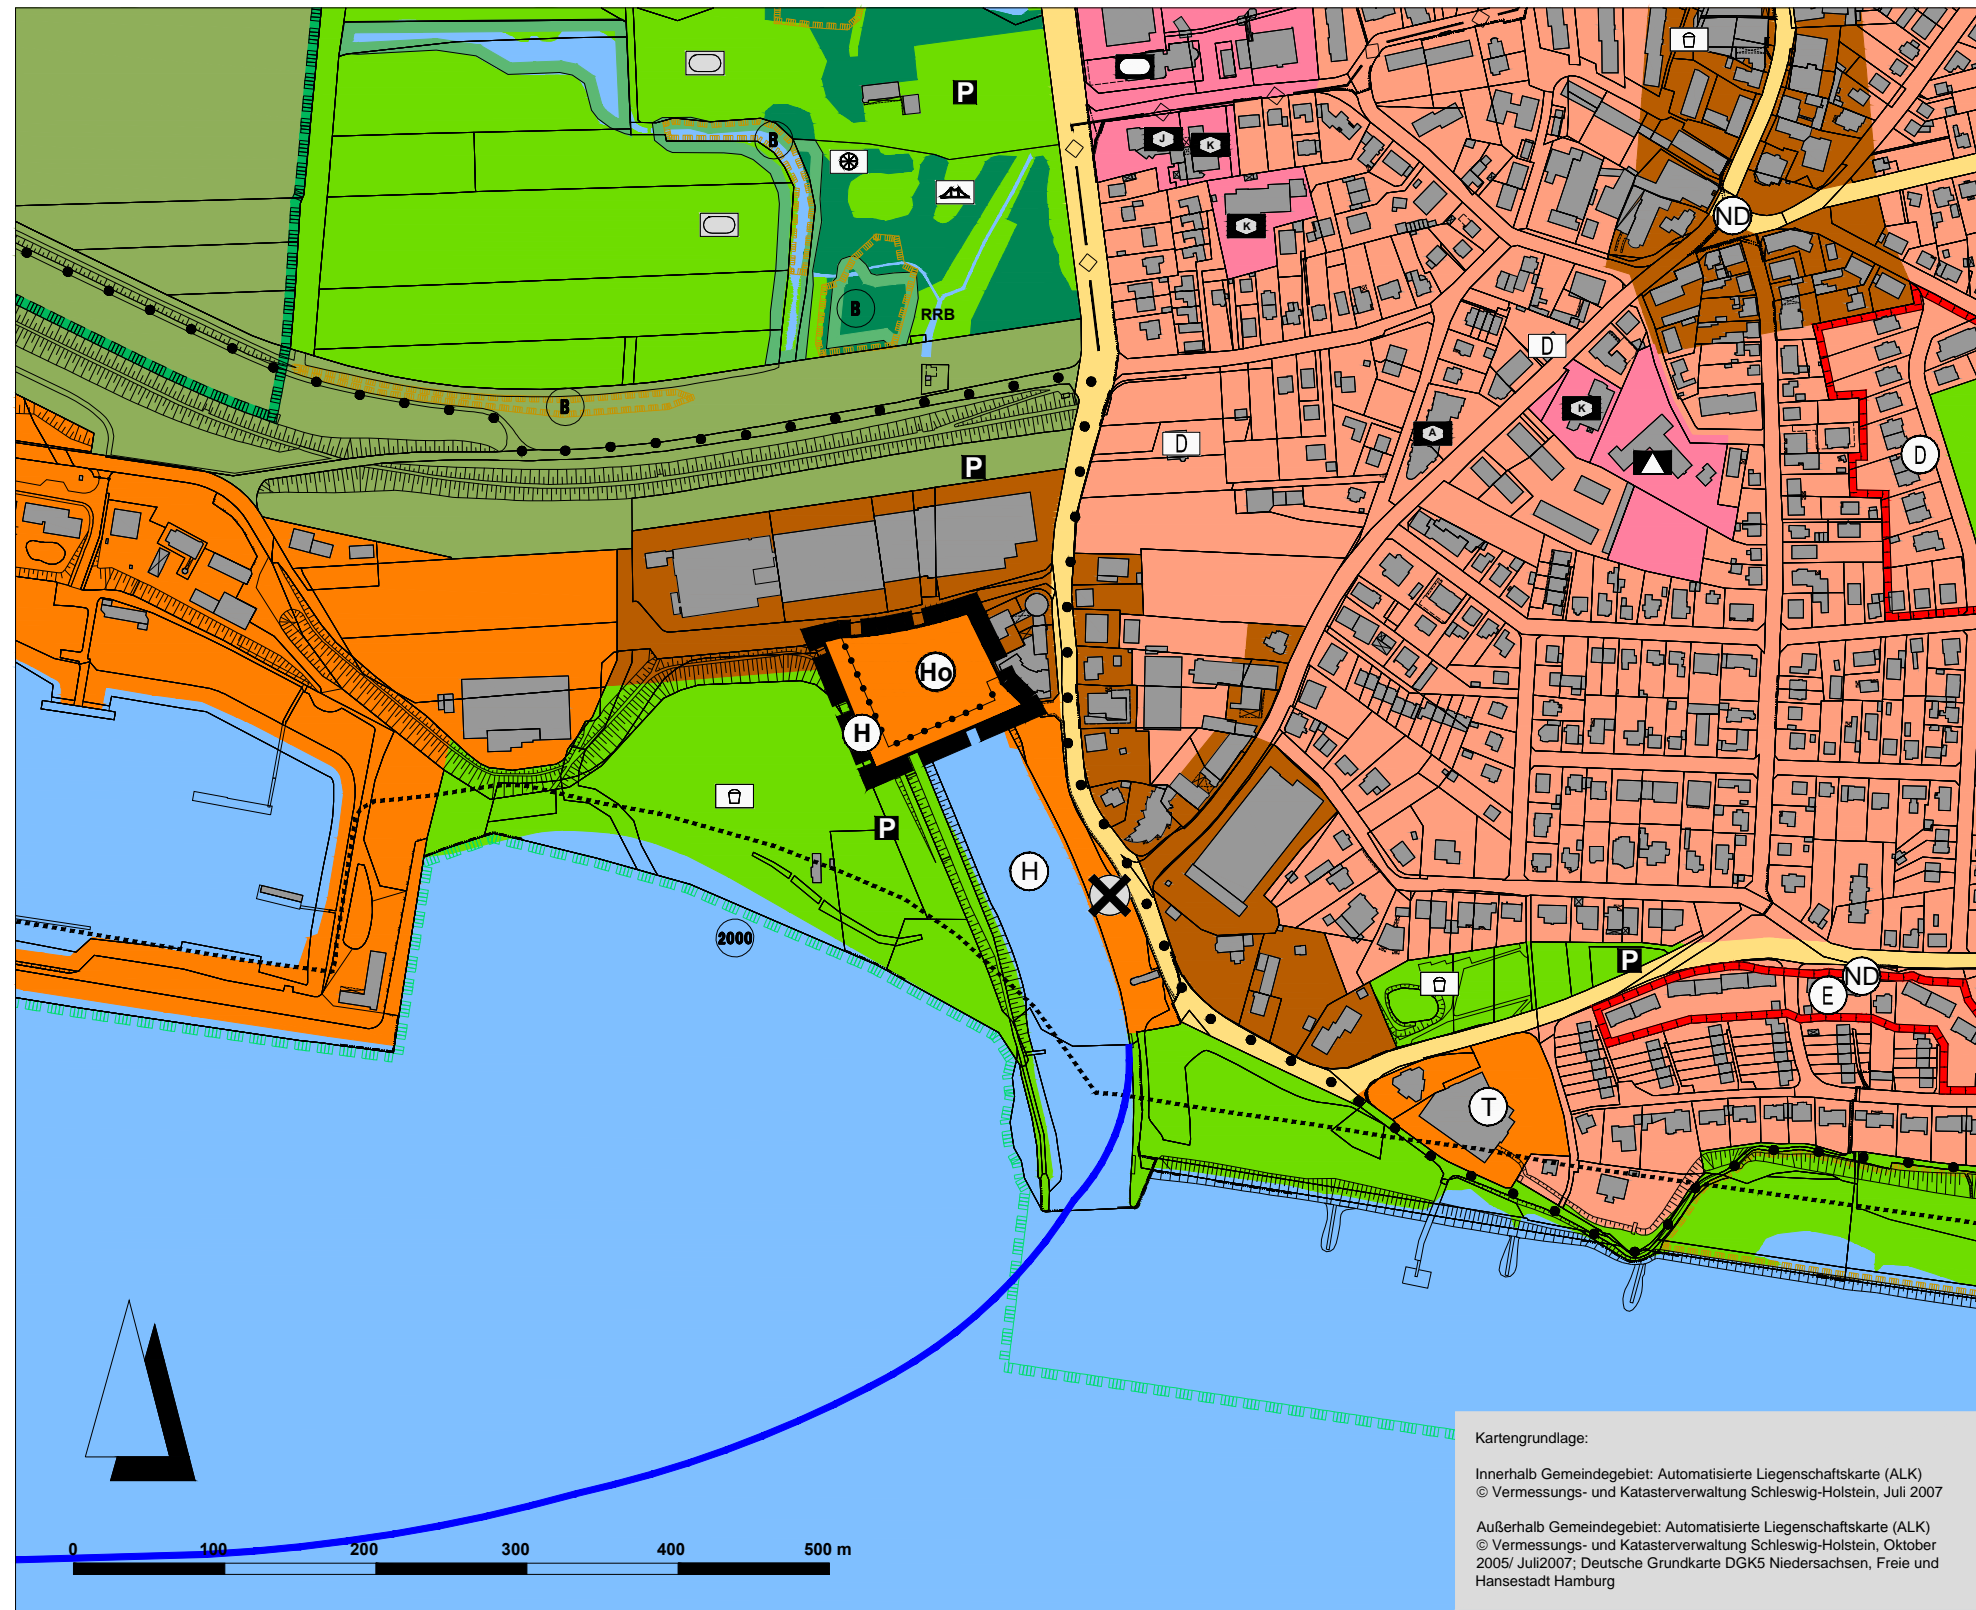 P
J
K
K
ND
B
B
RRB
B
D
K
A
D
D
P
Ho
H
P
H
2000
P
ND
E
T
0 100 200 300 400 500 m
Kartengrundlage:
Innerhalb Gemeindegebiet: Automatisierte Liegenschaftskarte (ALK)
© Vermessungs- und Katasterverwaltung Schleswig-Holstein, Juli 2007
Außerhalb Gemeindegebiet: Automatisierte Liegenschaftskarte (ALK)
© Vermessungs- und Katasterverwaltung Schleswig-Holstein, Oktober
2005/ Juli2007; Deutsche Grundkarte DGK5 Niedersachsen, Freie und
Hansestadt Hamburg